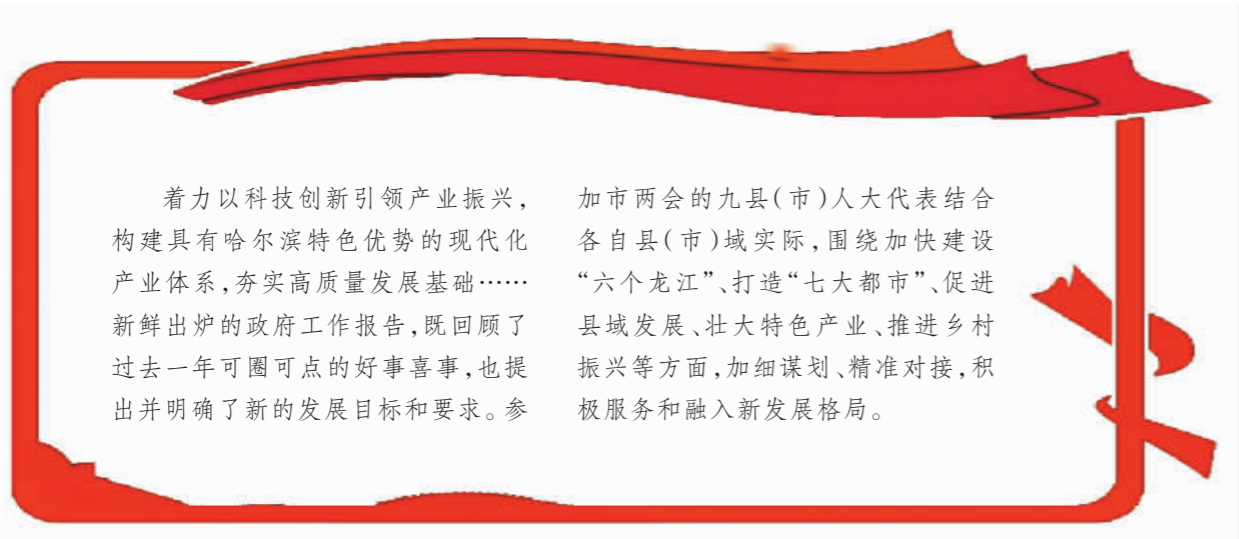 着力以科技创新引领产业振兴，
构建具有哈尔滨特色优势的现代化
产业体系，夯实高质量发展基础……
新鲜出炉的政府工作报告，既回顾了
过去一年可圈可点的好事喜事，也提
出并明确了新的发展目标和要求。参
加市两会的九县（市）人大代表结合
各自县（市）域实际，围绕加快建设
“六个龙江”、打造“七大都市”、促进
县域发展、壮大特色产业、推进乡村
振兴等方面，加细谋划、精准对接，积
极服务和融入新发展格局。